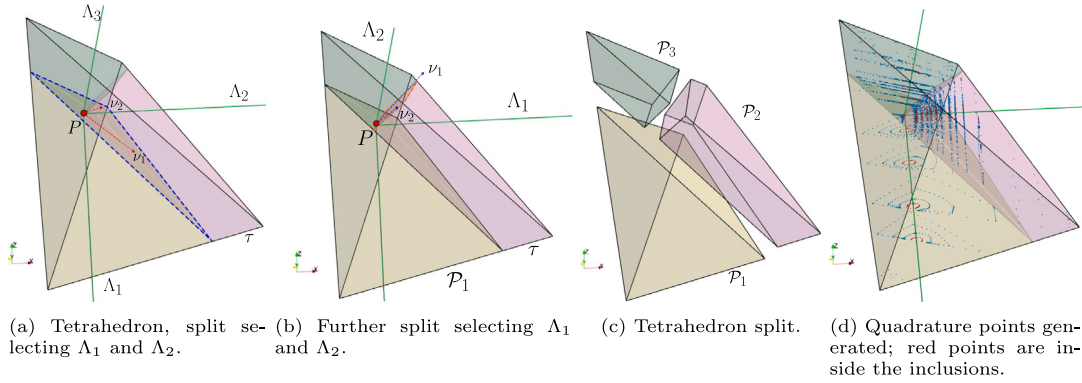 Λ₃
Λ₂
ν₂
P
ν₁
τ
Λ₁
Λ₂
ν₁
Λ₁
ν₂
P
τ
𝒫₁
𝒫₃
𝒫₂
𝒫₁
(a) Tetrahedron, split se-
lecting Λ₁ and Λ₂.
(b) Further split selecting Λ₁
and Λ₂.
(c) Tetrahedron split.
(d) Quadrature points gen-
erated; red points are in-
side the inclusions.